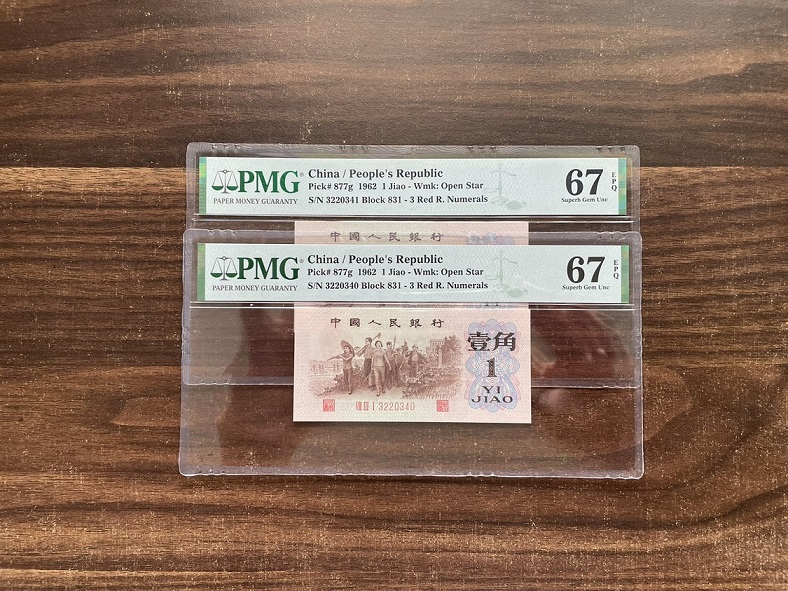 PMG
PAPER MONEY GUARANTY
China / People's Republic
Pick# 877g 1962 1 Jiao - Wmk: Open Star
S/N 3220341 Block 831 - 3 Red R. Numerals
67 EPQ
Superb Gem Unc
中國人民銀行
PMG
PAPER MONEY GUARANTY
China / People's Republic
Pick# 877g 1962 1 Jiao - Wmk: Open Star
S/N 3220340 Block 831 - 3 Red R. Numerals
67 EPQ
Superb Gem Unc
中國人民銀行
壹角
1
YI
JIAO
VIII III I 3220340